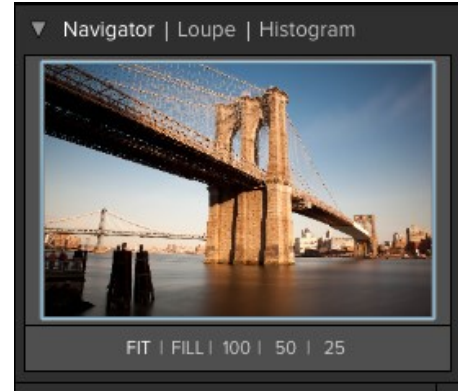 Navigator | Loupe | Histogram
FIT | FILL | 100 | 50 | 25